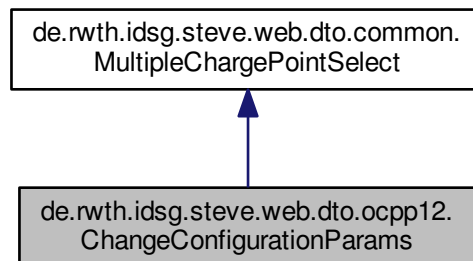 de.rwth.idsg.steve.web.dto.common.
MultipleChargePointSelect
de.rwth.idsg.steve.web.dto.ocpp12.
ChangeConfigurationParams